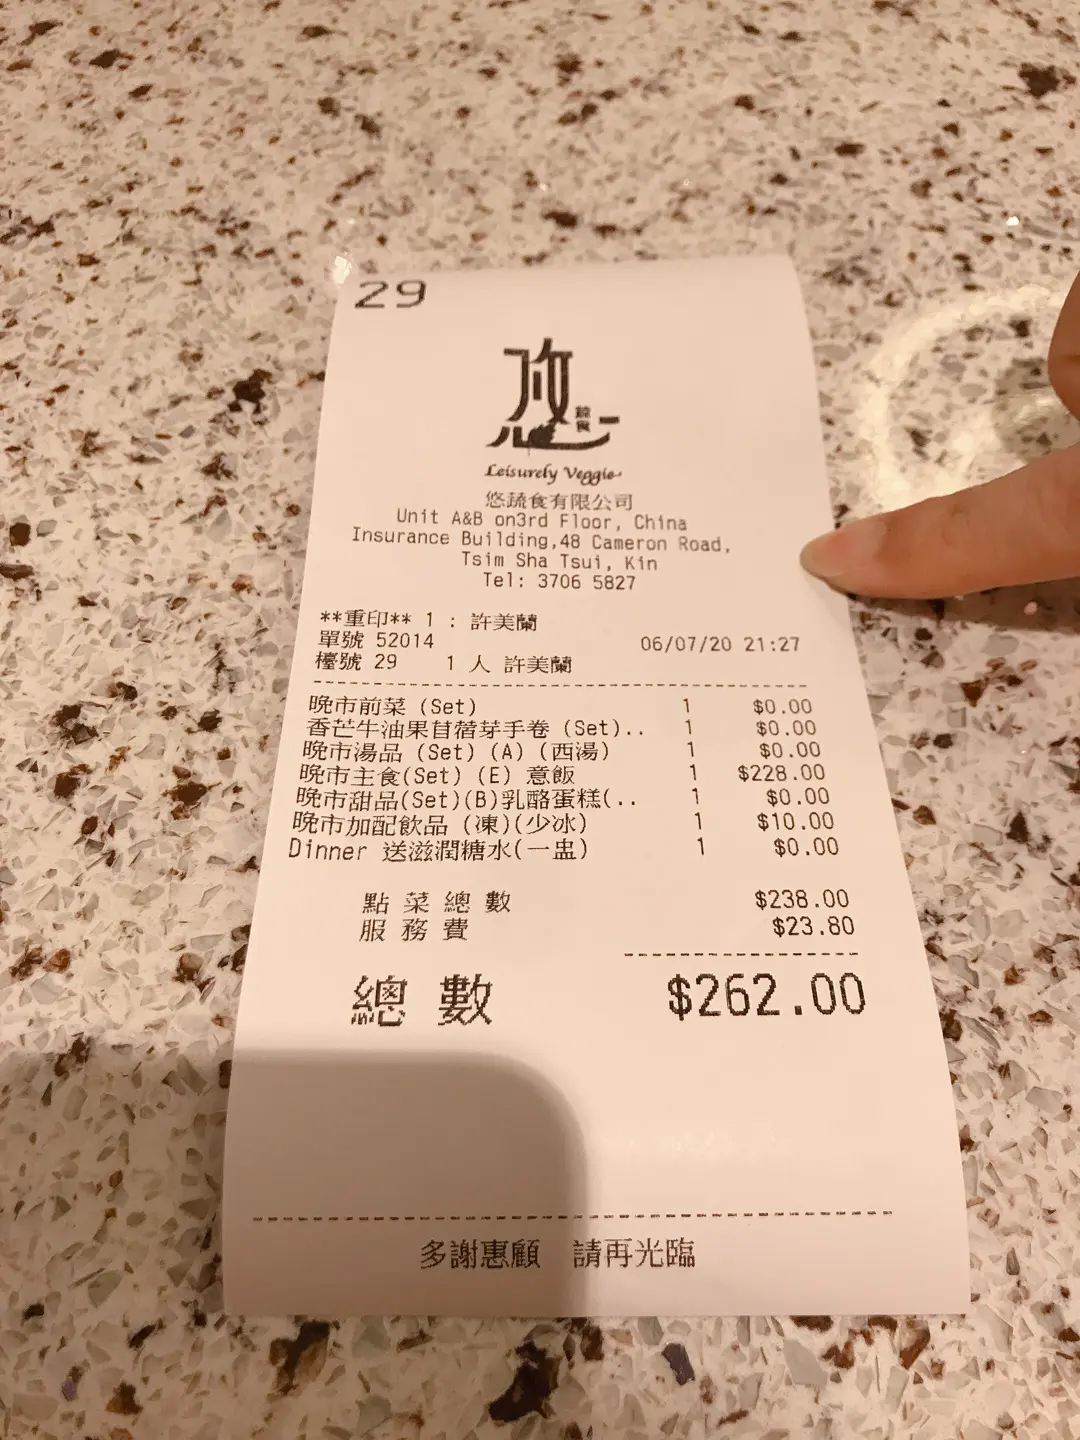 29
悠
蔬食
Leisurely Veggie
悠蔬食有限公司
Unit A&B on3rd Floor, China
Insurance Building,48 Cameron Road,
Tsim Sha Tsui, Kin
Tel: 3706 5827
**重印** 1 : 許美蘭
單號 52014 06/07/20 21:27
檯號 29 1 人 許美蘭
晚市前菜 (Set) 1 $0.00
香芒牛油果苜蓿芽手卷 (Set).. 1 $0.00
晚市湯品 (Set) (A) (西湯) 1 $0.00
晚市主食(Set) (E) 意飯 1 $228.00
晚市甜品(Set)(B)乳酪蛋糕(.. 1 $0.00
晚市加配飲品 (凍)(少冰) 1 $10.00
Dinner 送滋潤糖水(一盅) 1 $0.00
點菜總數 $238.00
服務費 $23.80
總數 $262.00
多謝惠顧 請再光臨